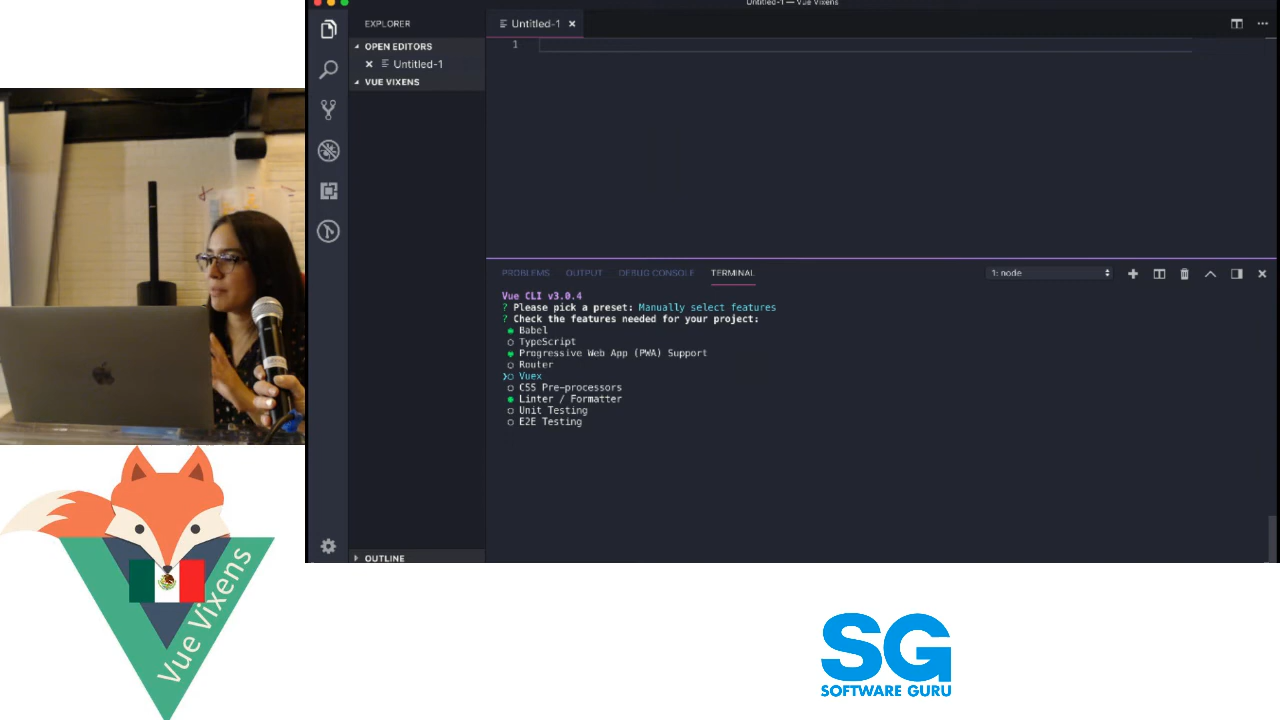 Untitled-1 — Vue Vixens
EXPLORER
Untitled-1
OPEN EDITORS
Untitled-1
VUE VIXENS
1
PROBLEMS OUTPUT DEBUG CONSOLE TERMINAL
1: node
Vue CLI v3.0.4
? Please pick a preset: Manually select features
? Check the features needed for your project:
Babel
TypeScript
Progressive Web App (PWA) Support
Router
Vuex
CSS Pre-processors
Linter / Formatter
Unit Testing
E2E Testing
OUTLINE
Vue Vixens
SG
SOFTWARE GURU